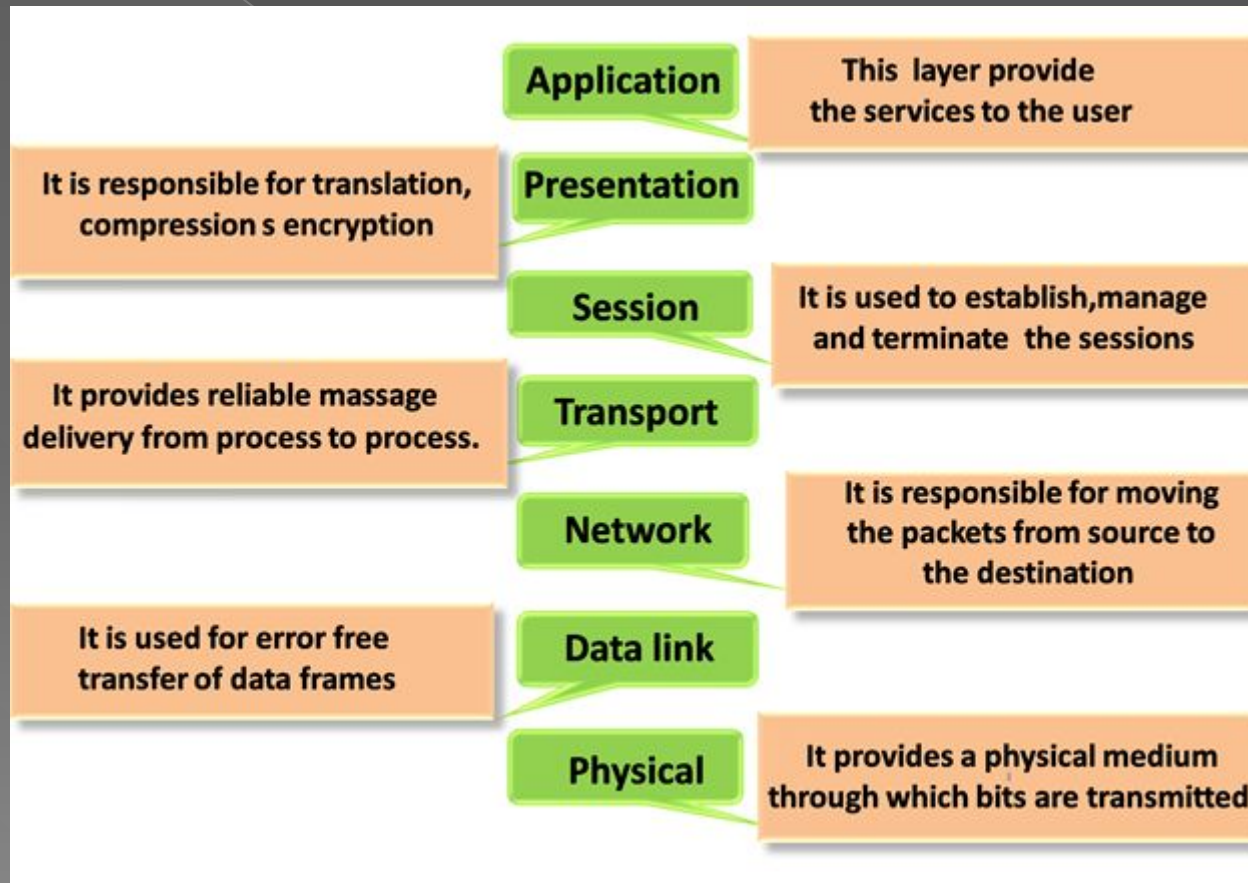 Application
This layer provide
the services to the user
Presentation
It is responsible for translation,
compression s encryption
Session
It is used to establish,manage
and terminate the sessions
Transport
It provides reliable massage
delivery from process to process.
Network
It is responsible for moving
the packets from source to
the destination
Data link
It is used for error free
transfer of data frames
Physical
It provides a physical medium
through which bits are transmitted